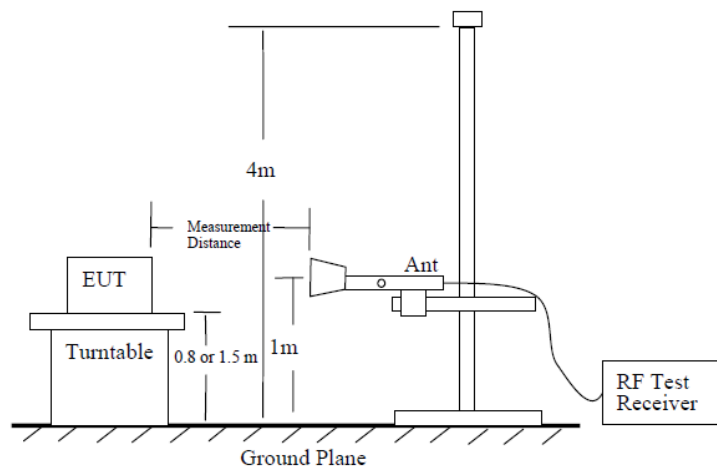 4m
Measurement
Distance
Ant
EUT
Turntable
0.8 or 1.5 m
1m
RF Test
Receiver
Ground Plane